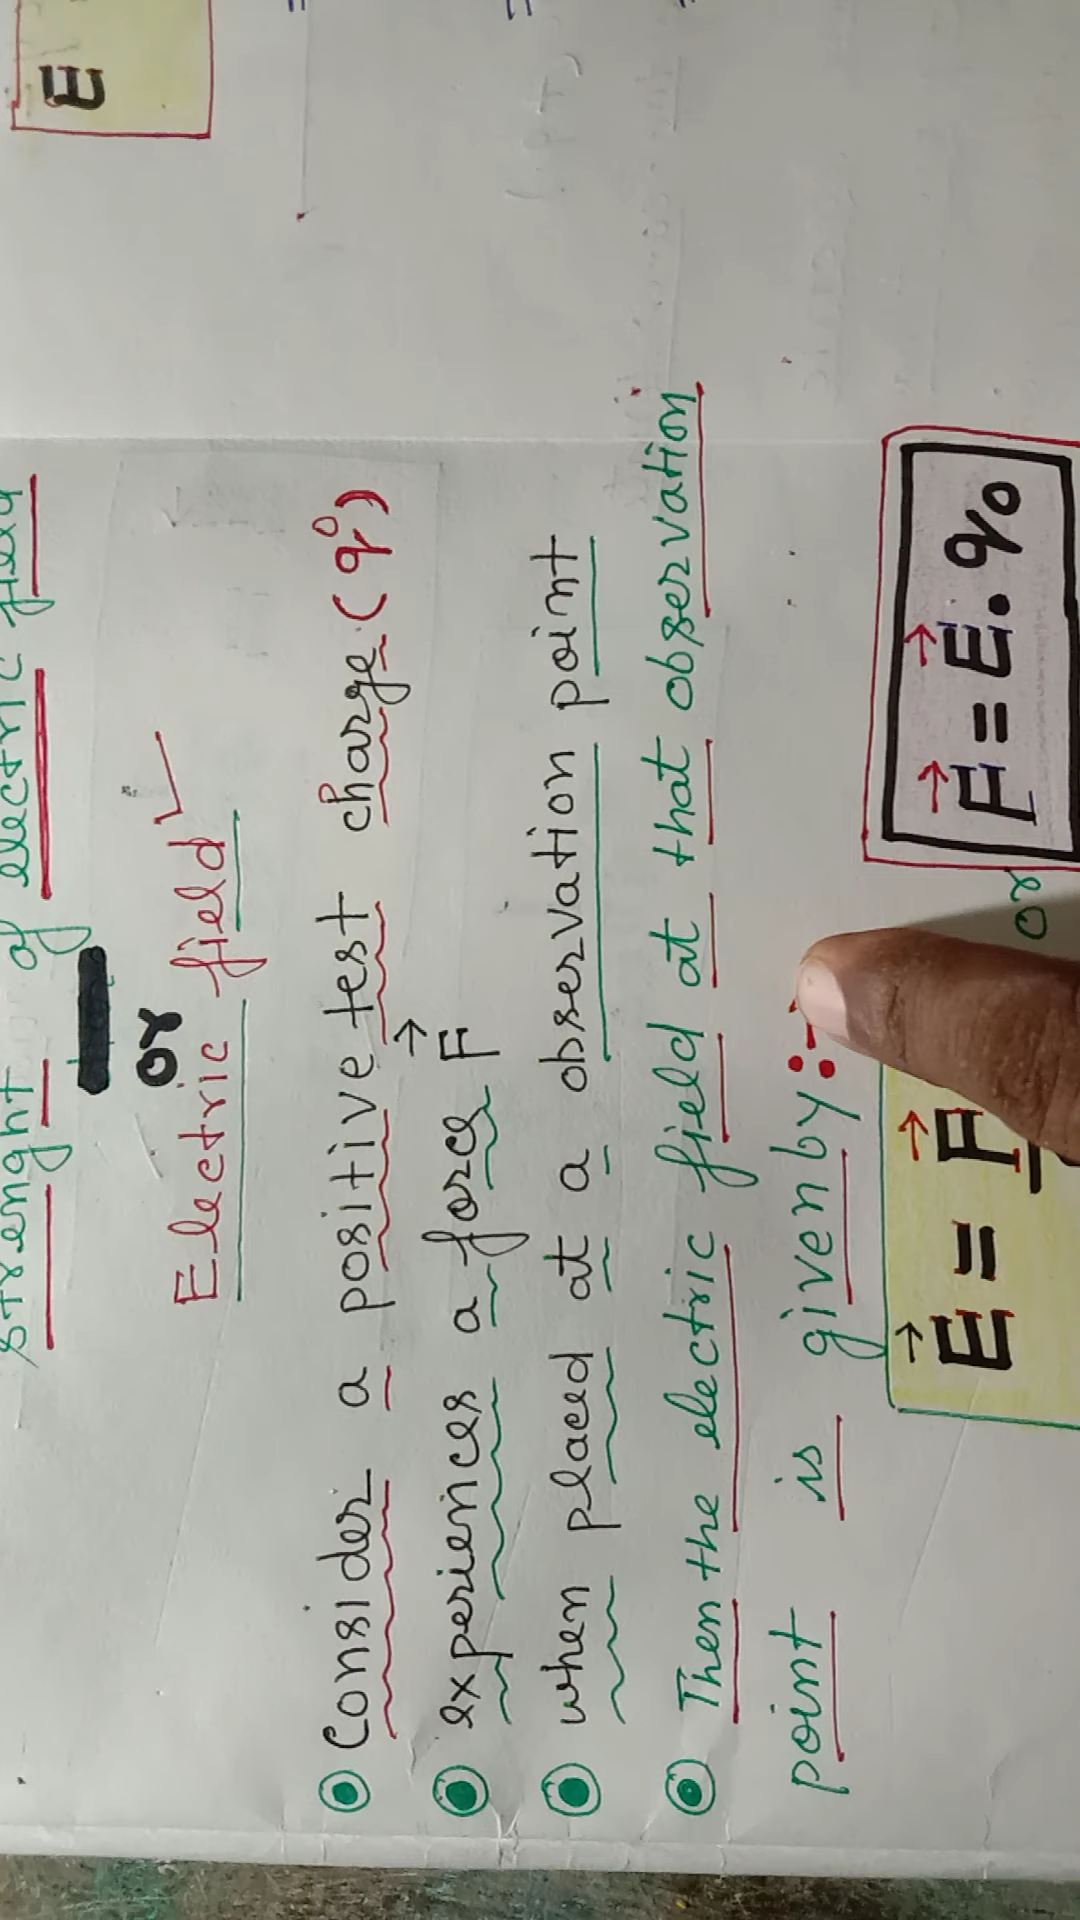 strenght of electric field
or
Electric field
Consider a positive test charge (q°)
experiences a force F→
when placed at a observation point
Then the electric field at that observation
point is given by:-
E→ = F→ or F→ = E→. q₀
E